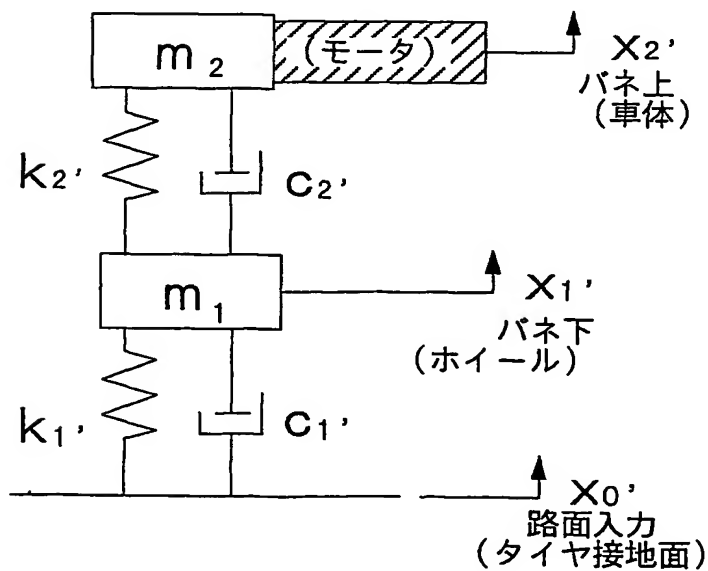 m₂
(モータ)
x₂'
バネ上
(車体)
k₂'
c₂'
m₁
x₁'
バネ下
(ホイール)
k₁'
c₁'
x₀'
路面入力
(タイヤ接地面)